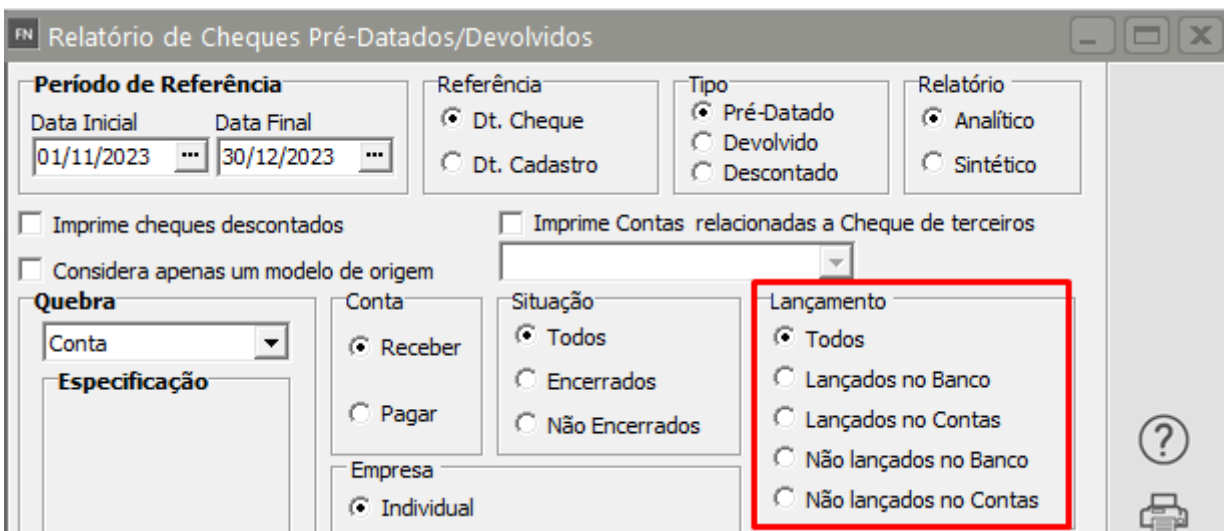 FN Relatório de Cheques Pré-Datados/Devolvidos
Período de Referência
Data Inicial Data Final
01/11/2023 ... 30/12/2023 ...
Referência
Dt. Cheque
Dt. Cadastro
Tipo
Pré-Datado
Devolvido
Descontado
Relatório
Analítico
Sintético
Imprime cheques descontados
Imprime Contas relacionadas a Cheque de terceiros
Considera apenas um modelo de origem
Quebra
Conta
Especificação
Conta
Receber
Pagar
Situação
Todos
Encerrados
Não Encerrados
Lançamento
Todos
Lançados no Banco
Lançados no Contas
Não lançados no Banco
Não lançados no Contas
Empresa
Individual
?